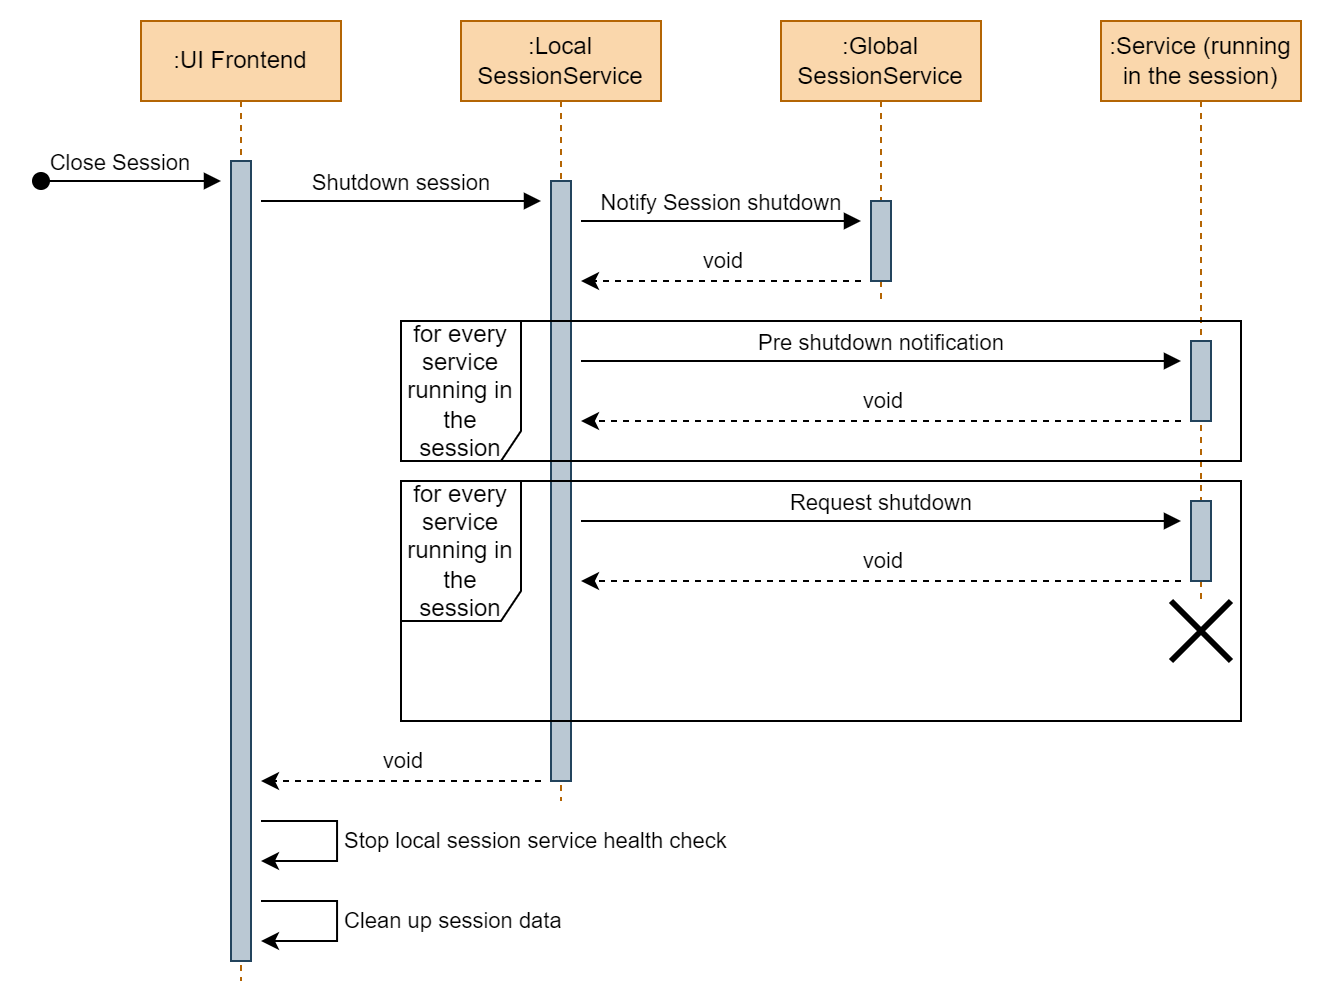 :UI Frontend
:Local
SessionService
:Global
SessionService
:Service (running
in the session)
Close Session
Shutdown session
Notify Session shutdown
void
for every
service
running in
the
session
Pre shutdown notification
void
for every
service
running in
the
session
Request shutdown
void
void
Stop local session service health check
Clean up session data